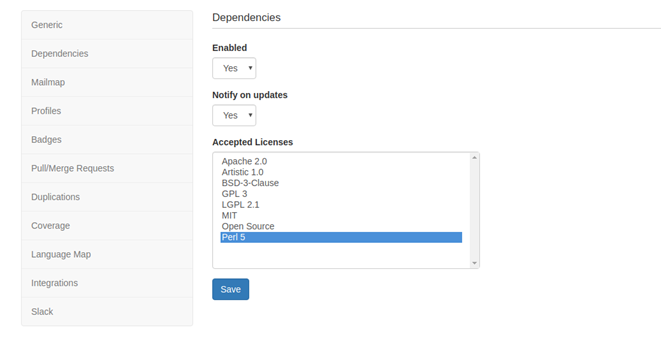 Generic
Dependencies
Mailmap
Profiles
Badges
Pull/Merge Requests
Duplications
Coverage
Language Map
Integrations
Slack
Dependencies
Enabled
Yes
Notify on updates
Yes
Accepted Licenses
Apache 2.0
Artistic 1.0
BSD-3-Clause
GPL 3
LGPL 2.1
MIT
Open Source
Perl 5
Save